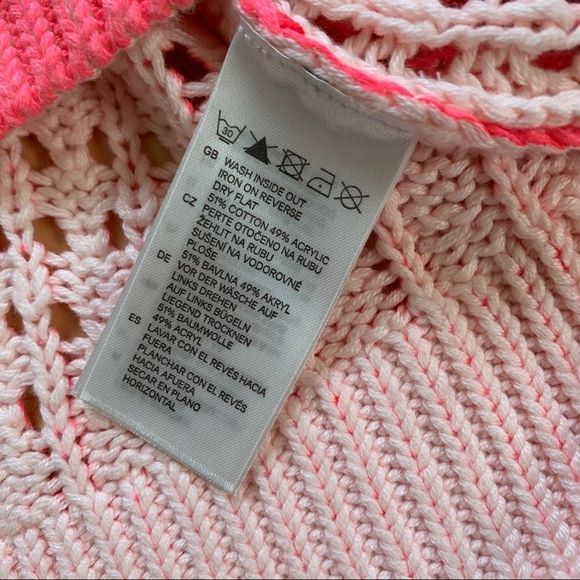 30
GB WASH INSIDE OUT
IRON ON REVERSE
DRY FLAT
51% COTTON 49% ACRYLIC
CZ PERTE OTOČENO NA RUBU
ŽEHLIT NA RUBU
SUŠENÍ NA VODOROVNÉ
PLOŠE
51% BAVLNA 49% AKRYL
DE VOR DER WÄSCHE AUF
LINKS DREHEN
AUF LINKS BÜGELN
LIEGEND TROCKNEN
51% BAUMWOLLE
49% ACRYL
ES LAVAR CON EL REVÉS HACIA
FUERA
PLANCHAR CON EL REVÉS
HACIA AFUERA
SECAR EN PLANO
HORIZONTAL